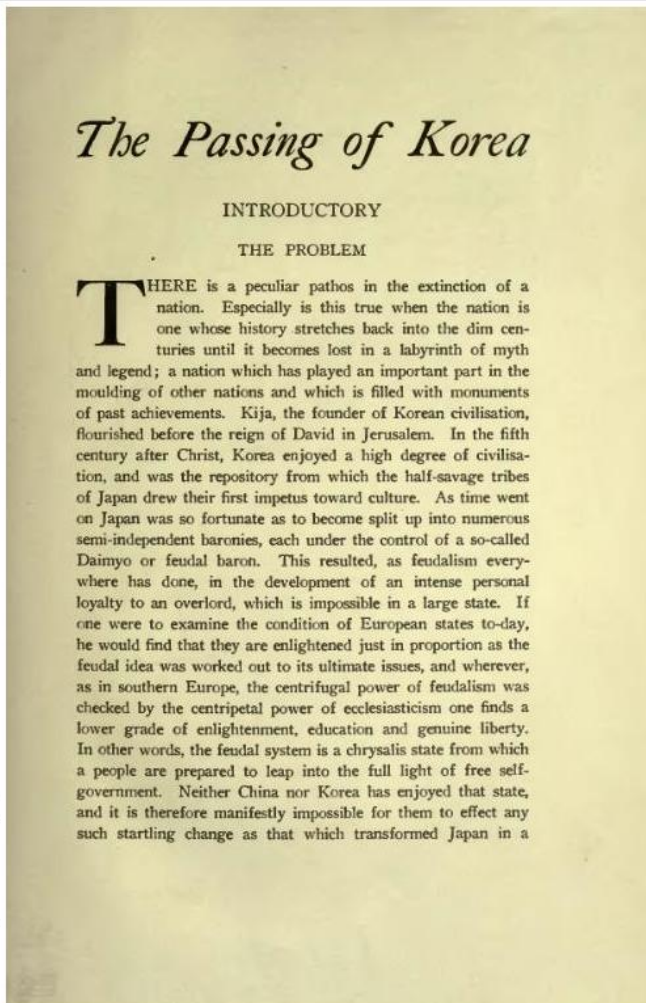 The Passing of Korea
INTRODUCTORY
THE PROBLEM
THERE is a peculiar pathos in the extinction of a
nation. Especially is this true when the nation is
one whose history stretches back into the dim cen-
turies until it becomes lost in a labyrinth of myth
and legend; a nation which has played an important part in the
moulding of other nations and which is filled with monuments
of past achievements. Kija, the founder of Korean civilisation,
flourished before the reign of David in Jerusalem. In the fifth
century after Christ, Korea enjoyed a high degree of civilisa-
tion, and was the repository from which the half-savage tribes
of Japan drew their first impetus toward culture. As time went
on Japan was so fortunate as to become split up into numerous
semi-independent baronies, each under the control of a so-called
Daimyo or feudal baron. This resulted, as feudalism every-
where has done, in the development of an intense personal
loyalty to an overlord, which is impossible in a large state. If
one were to examine the condition of European states to-day,
he would find that they are enlightened just in proportion as the
feudal idea was worked out to its ultimate issues, and wherever,
as in southern Europe, the centrifugal power of feudalism was
checked by the centripetal power of ecclesiasticism one finds a
lower grade of enlightenment, education and genuine liberty.
In other words, the feudal system is a chrysalis state from which
a people are prepared to leap into the full light of free self-
government. Neither China nor Korea has enjoyed that state,
and it is therefore manifestly impossible for them to effect any
such startling change as that which transformed Japan in a